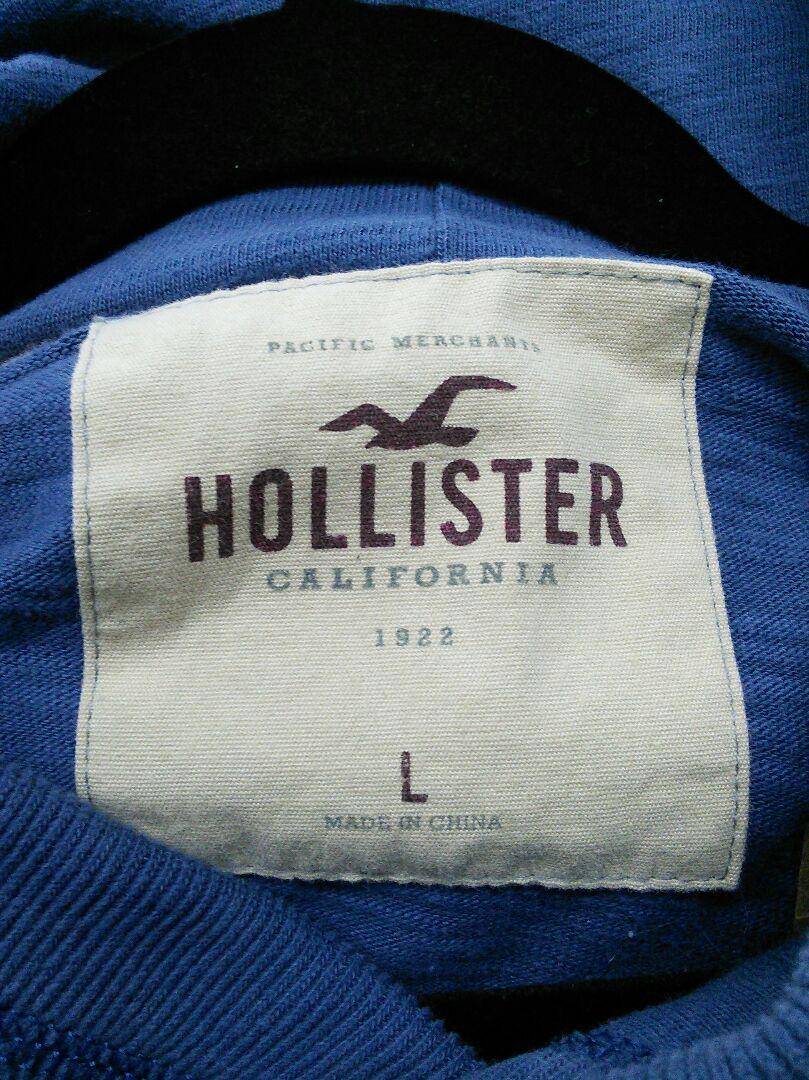 PACIFIC MERCHANTS
HOLLISTER
CALIFORNIA
1922
L
MADE IN CHINA